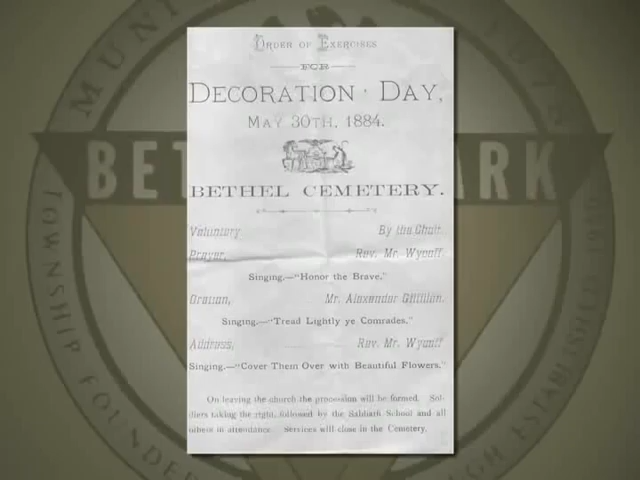 ORDER OF EXERCISES
FOR
DECORATION DAY,
MAY 30TH, 1884.
BETHEL CEMETERY.
Voluntary By the Choir.
Prayer, Rev. Mr. Wycoff.
Singing.—"Honor the Brave."
Oration, Mr. Alexander Gilfillan.
Singing.—"Tread Lightly ye Comrades."
Address, Rev. Mr. Wycoff
Singing.—"Cover Them Over with Beautiful Flowers."
On leaving the church the procession will be formed. Sol-
diers taking the right, followed by the Sabbath School and all
others in attendance. Services will close in the Cemetery.
BET ARK
TOWNSHIP FOUNDED
ESTABLISHED